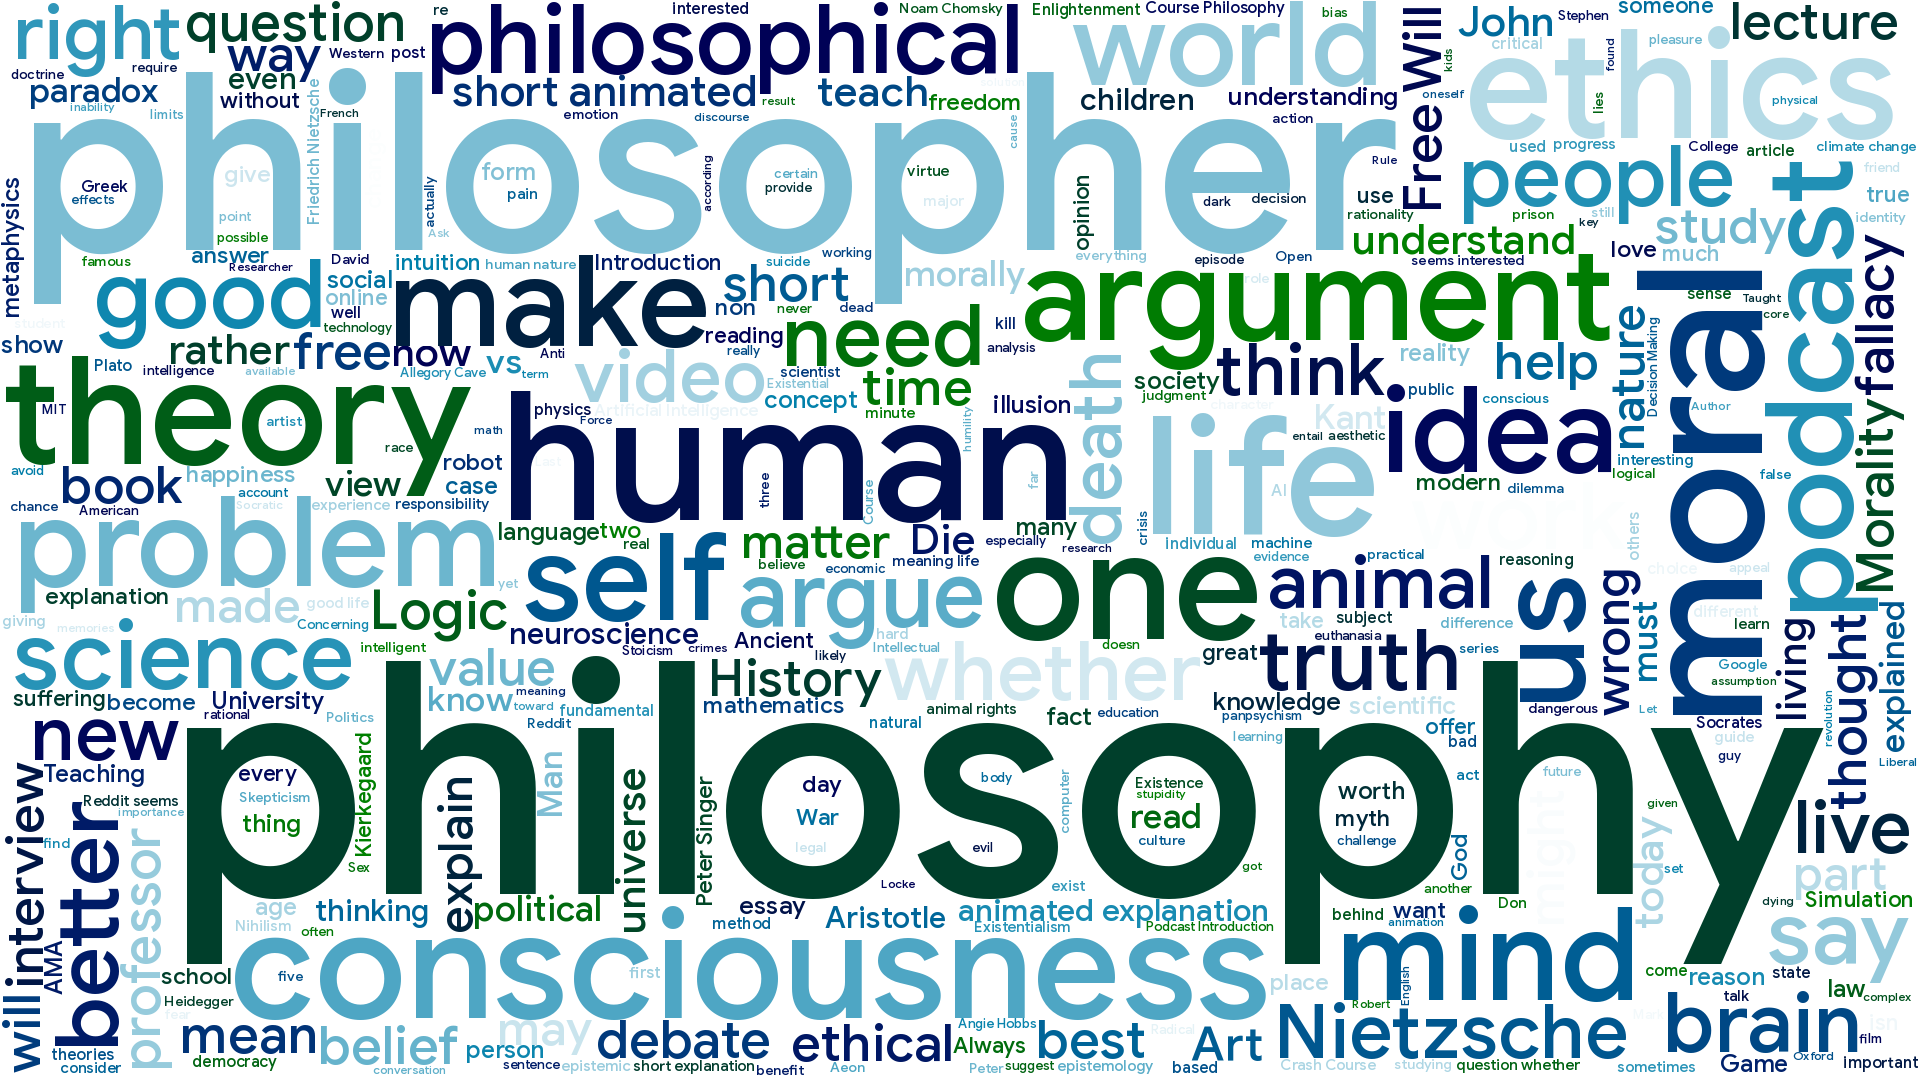 right
question
way
even
without
paradox
doctrine
require
inability
limits
Western
post
re
philosophical
interested
Noam Chomsky
Enlightenment
Course Philosophy
bias
world
Free Will
John
Stephen
someone
lecture
critical
pleasure
kids
found
lies
ethics
physical
oneself
short animated
result
teach
freedom
children
understanding
emotion
discourse
cause
action
French
Friedrich Nietzsche
philosopher
Greek
effects
give
point
possible
form
pain
actually
Ask
according
certain
provide
virtue
major
opinion
dark
decision
Rule
use
rationality
everything
used
progress
College
article
climate change
people
prison
still
key
friend
true
identity
study
much
metaphysics
famous
answer
Researcher
David
social
online
well
technology
intuition
human nature
Introduction
suicide
working
short
non
never
dead
morally
episode
Open
role
understand
seems interested
love
podcast
fallacy
good
make
reading
really
need
kill
analysis
argument
sense
Taught
core
moral
nature
Decision Making
student
show
rather
free
now
vs
Anti
term
Allegory Cave
Plato
intelligence
available
video
scientist
Existential
concept
time
minute
illusion
death
society
judgment
think
reality
public
help
conscious
Author
theory
MIT
artist
race
physics
Force
Artificial Intelligence
math
humility
human
Last
three
Course
far
character
Kant
entail
aesthetic
life
AI
idea
interesting
logical
modern
dilemma
false
Morality
avoid
book
American
chance
happiness
account
Socratic
experience
view
responsibility
robot
case
problem
language
two
real
matter
believe
economic
Die
meaning life
especially
many
research
crisis
individual
machine
evidence
practical
reasoning
others
choice
appeal
yet
self
argue
one
animal
us
wrong
must
different
learn
explanation
made
good life
Concerning
giving
memories
Logic
intelligent
neuroscience
Stoicism
crimes
Ancient
likely
hard
Intellectual
doesn
take
subject
euthanasia
difference
series
great
truth
science
living
thought
explained
Google
assumption
suffering
become
University
rational
Politics
value
know
meaning
toward
Reddit
fundamental
History
mathematics
whether
animal rights
natural
fact
education
knowledge
panpsychism
learning
scientific
offer
bad
dangerous
Let
Socrates
guide
guy
revolution
Liberal
new
Teaching
Reddit seems
importance
philosophy
every
Skepticism
thing
Kierkegaard
Sex
explain
Man
universe
Peter Singer
day
War
legal
body
evil
computer
Existence
stupidity
read
culture
worth
myth
challenge
God
act
future
might
given
today
set
live
part
Simulation
dying
interview
find
better
professor
will
AMA
age
Nihilism
often
thinking
political
essay
method
Locke
Aristotle
exist
got
animated explanation
Existentialism
Podcast Introduction
behind
want
animation
another
Don
say
school
Heidegger
fear
five
consciousness
first
place
mind
English
Robert
come
reason
state
talk
law
complex
Mark
isn
film
theories
consider
mean
democracy
belief
conversation
person
sentence
may
epistemic
debate
short explanation
benefit
ethical
Aeon
Angie Hobbs
Always
Peter
suggest
best
epistemology
Radical
Art
based
Nietzsche
Crash Course
studying
question whether
sometimes
brain
Game
Oxford
important